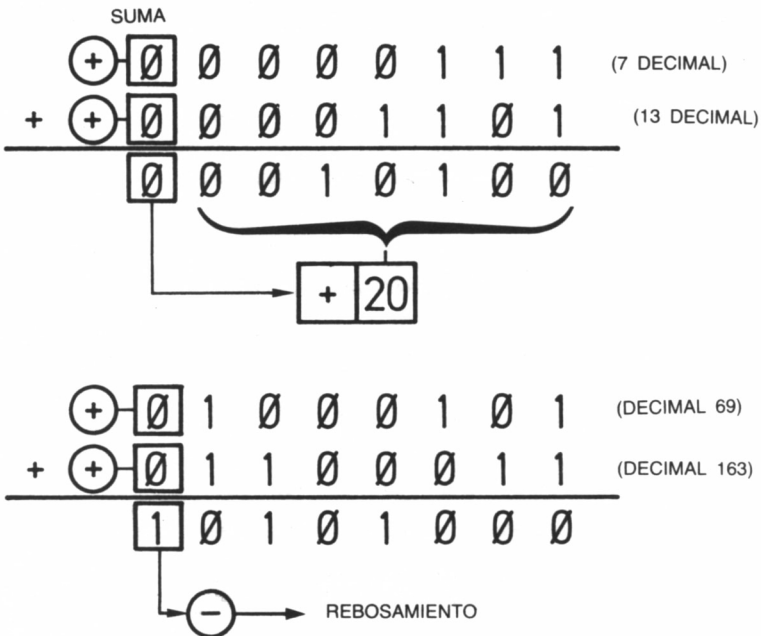 SUMA
+ Ø Ø Ø Ø Ø 1 1 1 (7 DECIMAL)
+ + Ø Ø Ø Ø 1 1 Ø 1 (13 DECIMAL)
Ø Ø Ø 1 Ø 1 Ø Ø
+ 20
+ Ø 1 Ø Ø Ø 1 Ø 1 (DECIMAL 69)
+ + Ø 1 1 Ø Ø Ø 1 1 (DECIMAL 163)
1 Ø 1 Ø 1 Ø Ø Ø
− REBOSAMIENTO